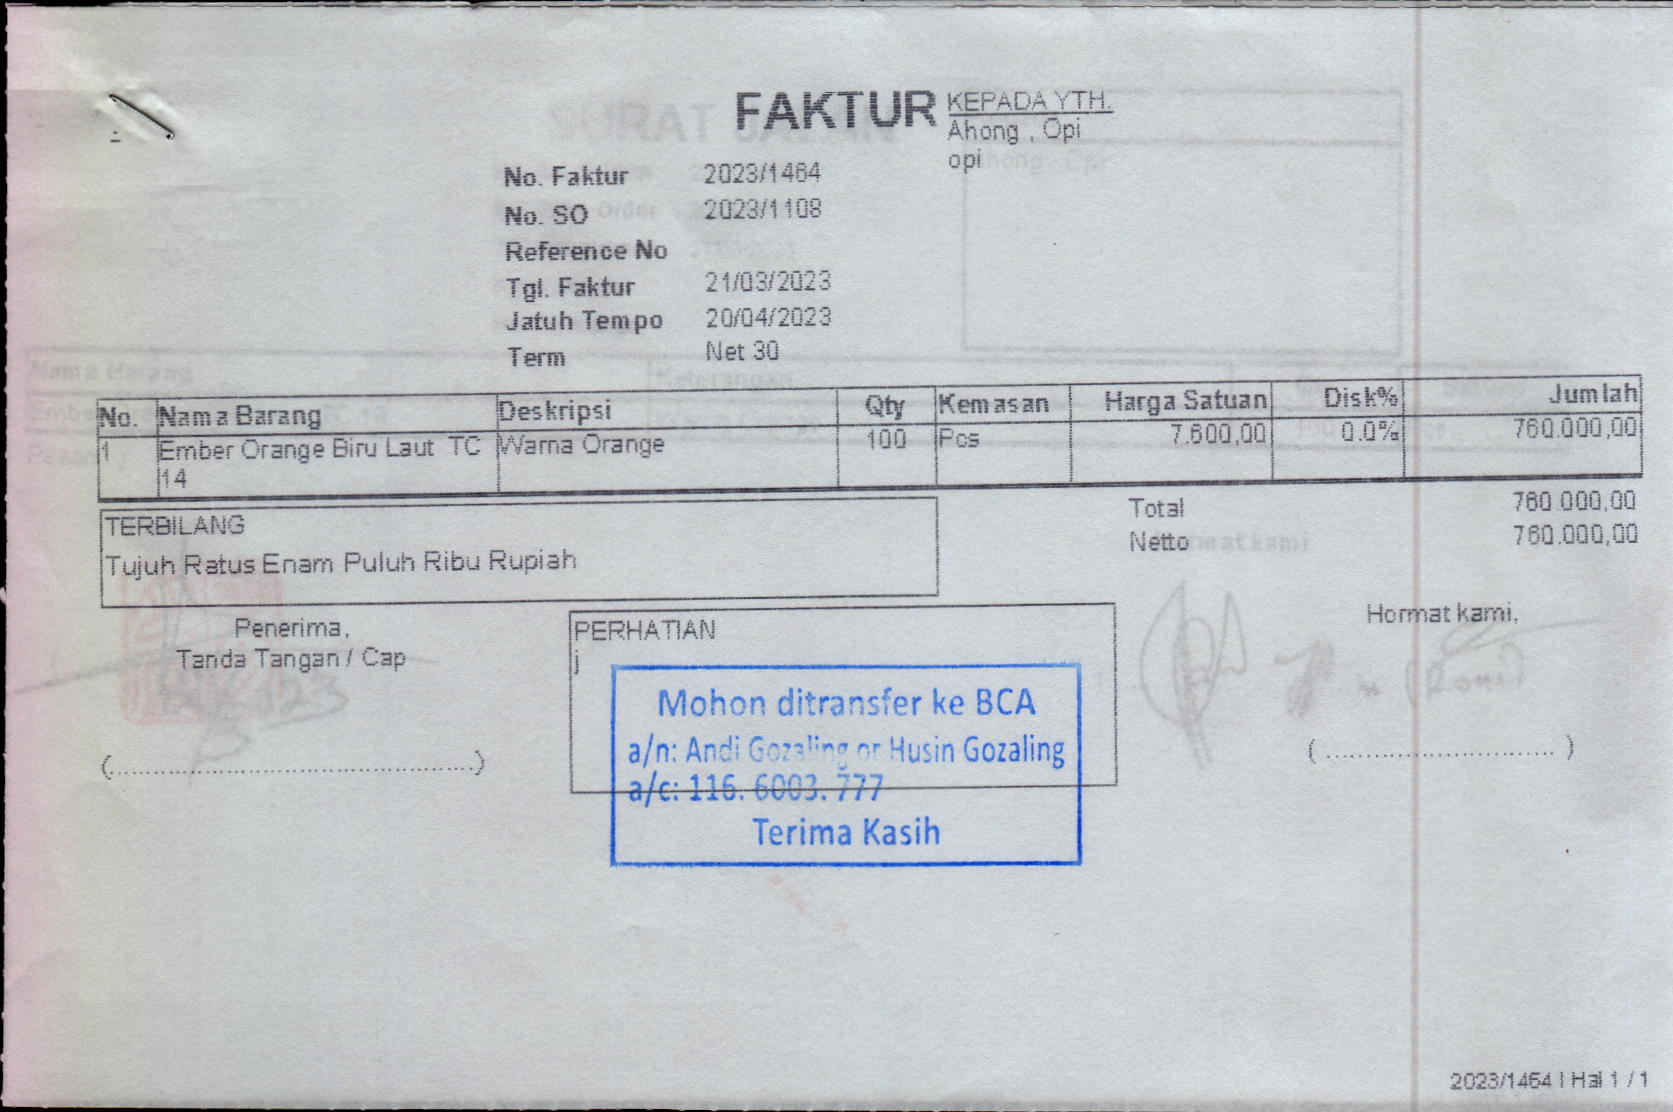 FAKTUR
KEPADA YTH.
Ahong , Opi
opi
No. Faktur 2023/1464
No. SO 2023/1108
Reference No
Tgl. Faktur 21/03/2023
Jatuh Tempo 20/04/2023
Term Net 30
No. Nama Barang Deskripsi Qty Kemasan Harga Satuan Disk% Jumlah
1 Ember Orange Biru Laut TC 14 Warna Orange 100 Pcs 7.600,00 0.0% 760.000,00
Total 760.000,00
Netto 760.000,00
TERBILANG
Tujuh Ratus Enam Puluh Ribu Rupiah
Penerima,
Tanda Tangan / Cap
(..................................................)
PERHATIAN
j
Mohon ditransfer ke BCA
a/n: Andi Gozaling or Husin Gozaling
a/c: 116. 6003. 777
Terima Kasih
Hormat kami,
(................................)
2023/1464 | Hal 1 / 1